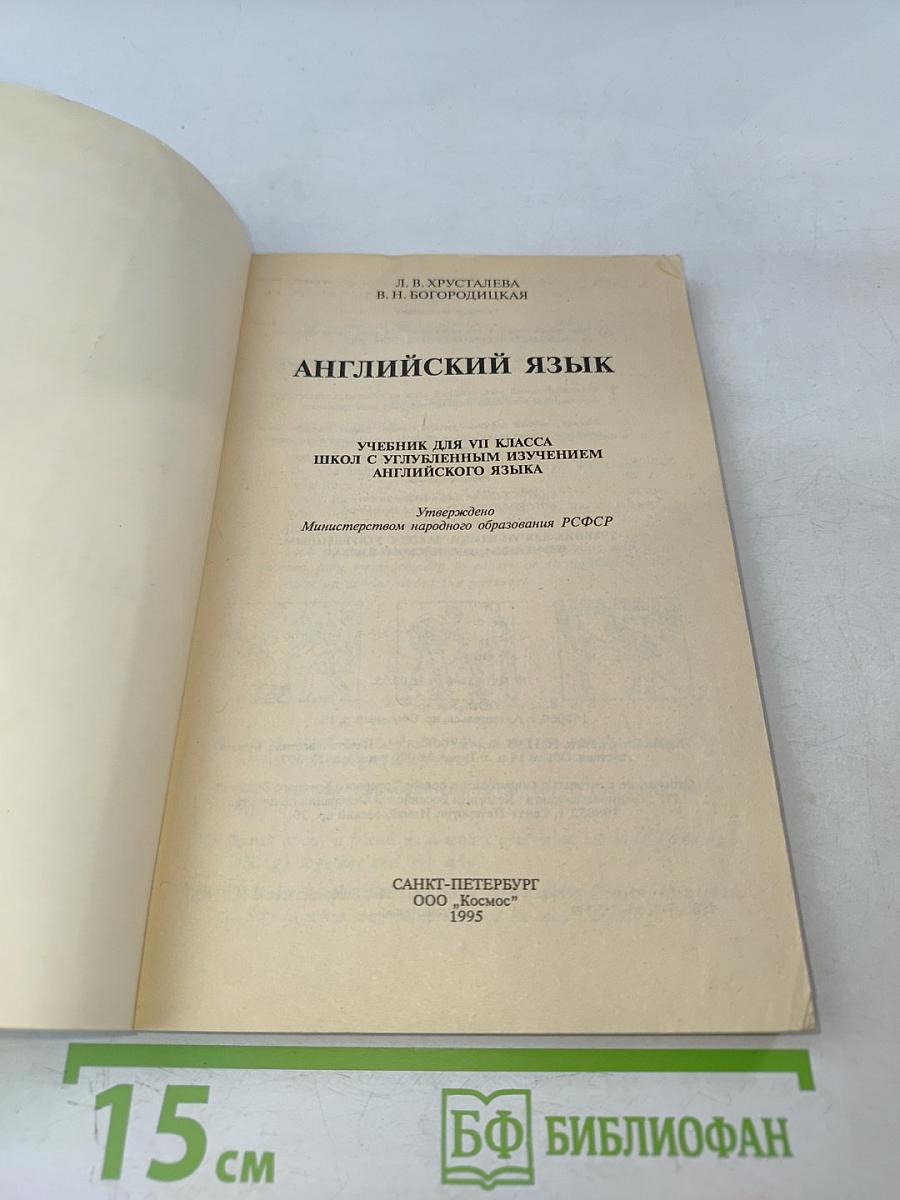 Л. В. ХРУСТАЛЕВА
В. Н. БОГОРОДИЦКАЯ
АНГЛИЙСКИЙ ЯЗЫК
УЧЕБНИК ДЛЯ VII КЛАССА
ШКОЛ С УГЛУБЛЕННЫМ ИЗУЧЕНИЕМ
АНГЛИЙСКОГО ЯЗЫКА
Утверждено
Министерством народного образования РСФСР
САНКТ-ПЕТЕРБУРГ
ООО „Космос”
1995
15 см
БФ БИБЛИОФАН